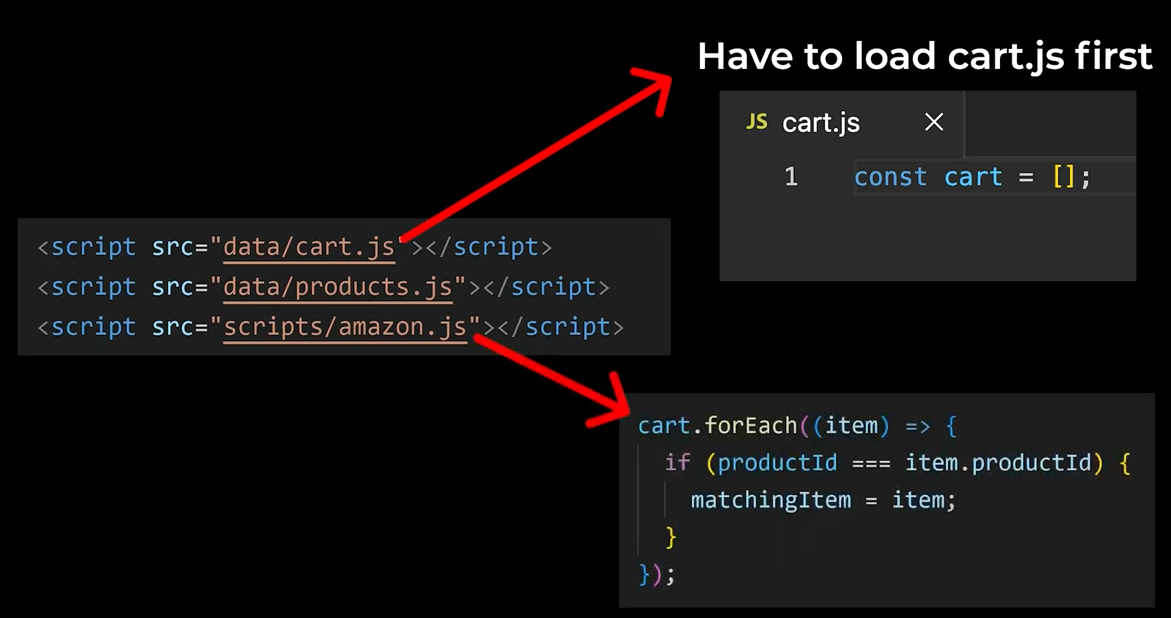 Have to load cart.js first
JS cart.js ×
1 const cart = [];
<script src="data/cart.js"></script>
<script src="data/products.js"></script>
<script src="scripts/amazon.js"></script>
cart.forEach((item) => {
if (productId === item.productId) {
matchingItem = item;
}
});